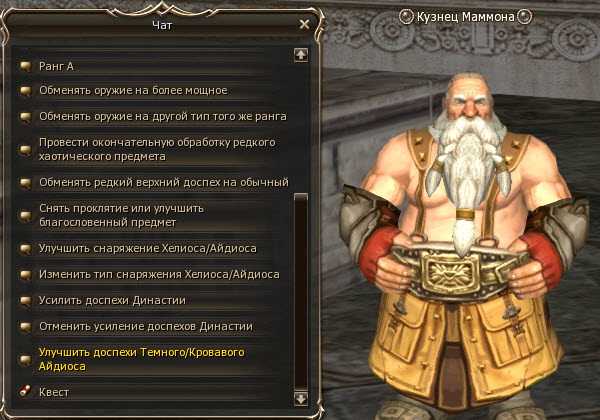 Чат
Кузнец Маммона
Ранг A
Обменять оружие на более мощное
Обменять оружие на другой тип того же ранга
Провести окончательную обработку редкого
хаотического предмета
Обменять редкий верхний доспех на обычный
Снять проклятие или улучшить
благословенный предмет
Улучшить снаряжение Хелиоса/Айдиоса
Изменить тип снаряжения Хелиоса/Айдиоса
Усилить доспехи Династии
Отменить усиление доспехов Династии
Улучшить доспехи Темного/Кровавого
Айдиоса
Квест